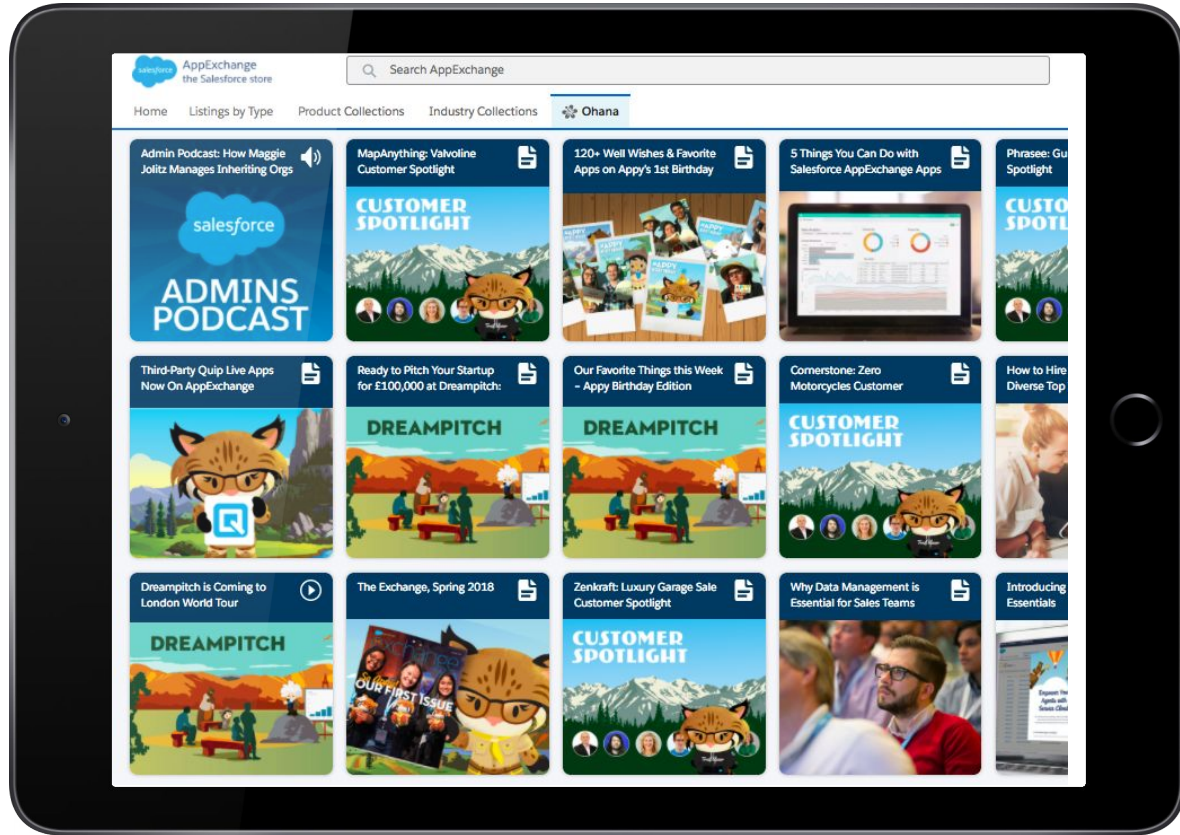 salesforce
AppExchange
the Salesforce store
Search AppExchange
Home
Listings by Type
Product Collections
Industry Collections
Ohana
Admin Podcast: How Maggie
Jolitz Manages Inheriting Orgs
salesforce
ADMINS
PODCAST
MapAnything: Valvoline
Customer Spotlight
CUSTOMER
SPOTLIGHT
120+ Well Wishes & Favorite
Apps on Appy's 1st Birthday
5 Things You Can Do with
Salesforce AppExchange Apps
Phrasee: Gu
Spotlight
CUSTO
SPOTL
Third-Party Quip Live Apps
Now On AppExchange
Ready to Pitch Your Startup
for £100,000 at Dreampitch:
DREAMPITCH
Our Favorite Things this Week
– Appy Birthday Edition
DREAMPITCH
Cornerstone: Zero
Motorcycles Customer
CUSTOMER
SPOTLIGHT
How to Hire
Diverse Top
Dreampitch is Coming to
London World Tour
DREAMPITCH
The Exchange, Spring 2018
exchange
OUR FIRST ISSUE
Zenkraft: Luxury Garage Sale
Customer Spotlight
CUSTOMER
SPOTLIGHT
Why Data Management is
Essential for Sales Teams
Introducing
Essentials